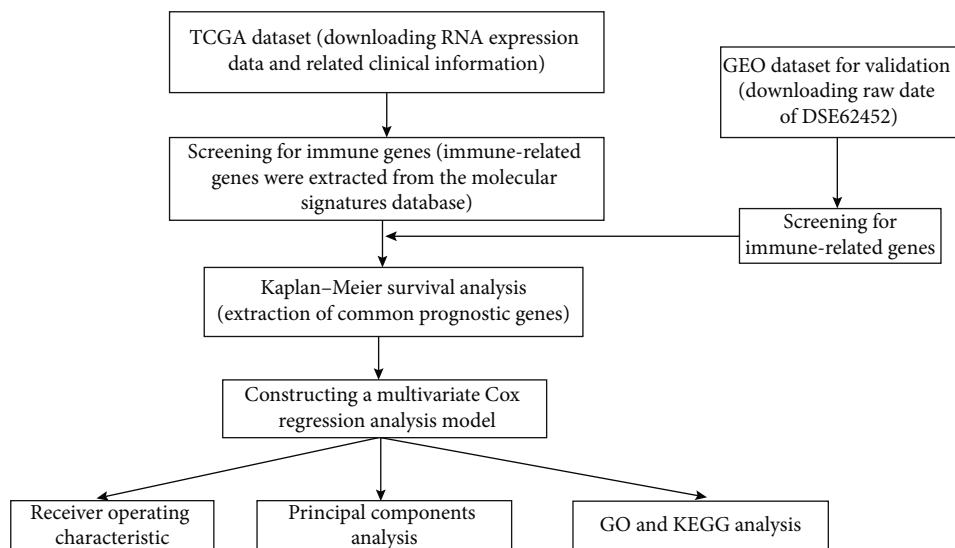 TCGA dataset (downloading RNA expression
data and related clinical information)
GEO dataset for validation
(downloading raw date
of DSE62452)
Screening for immune genes (immune-related
genes were extracted from the molecular
signatures database)
Screening for
immune-related genes
Kaplan–Meier survival analysis
(extraction of common prognostic genes)
Constructing a multivariate Cox
regression analysis model
Receiver operating
characteristic
Principal components
analysis
GO and KEGG analysis